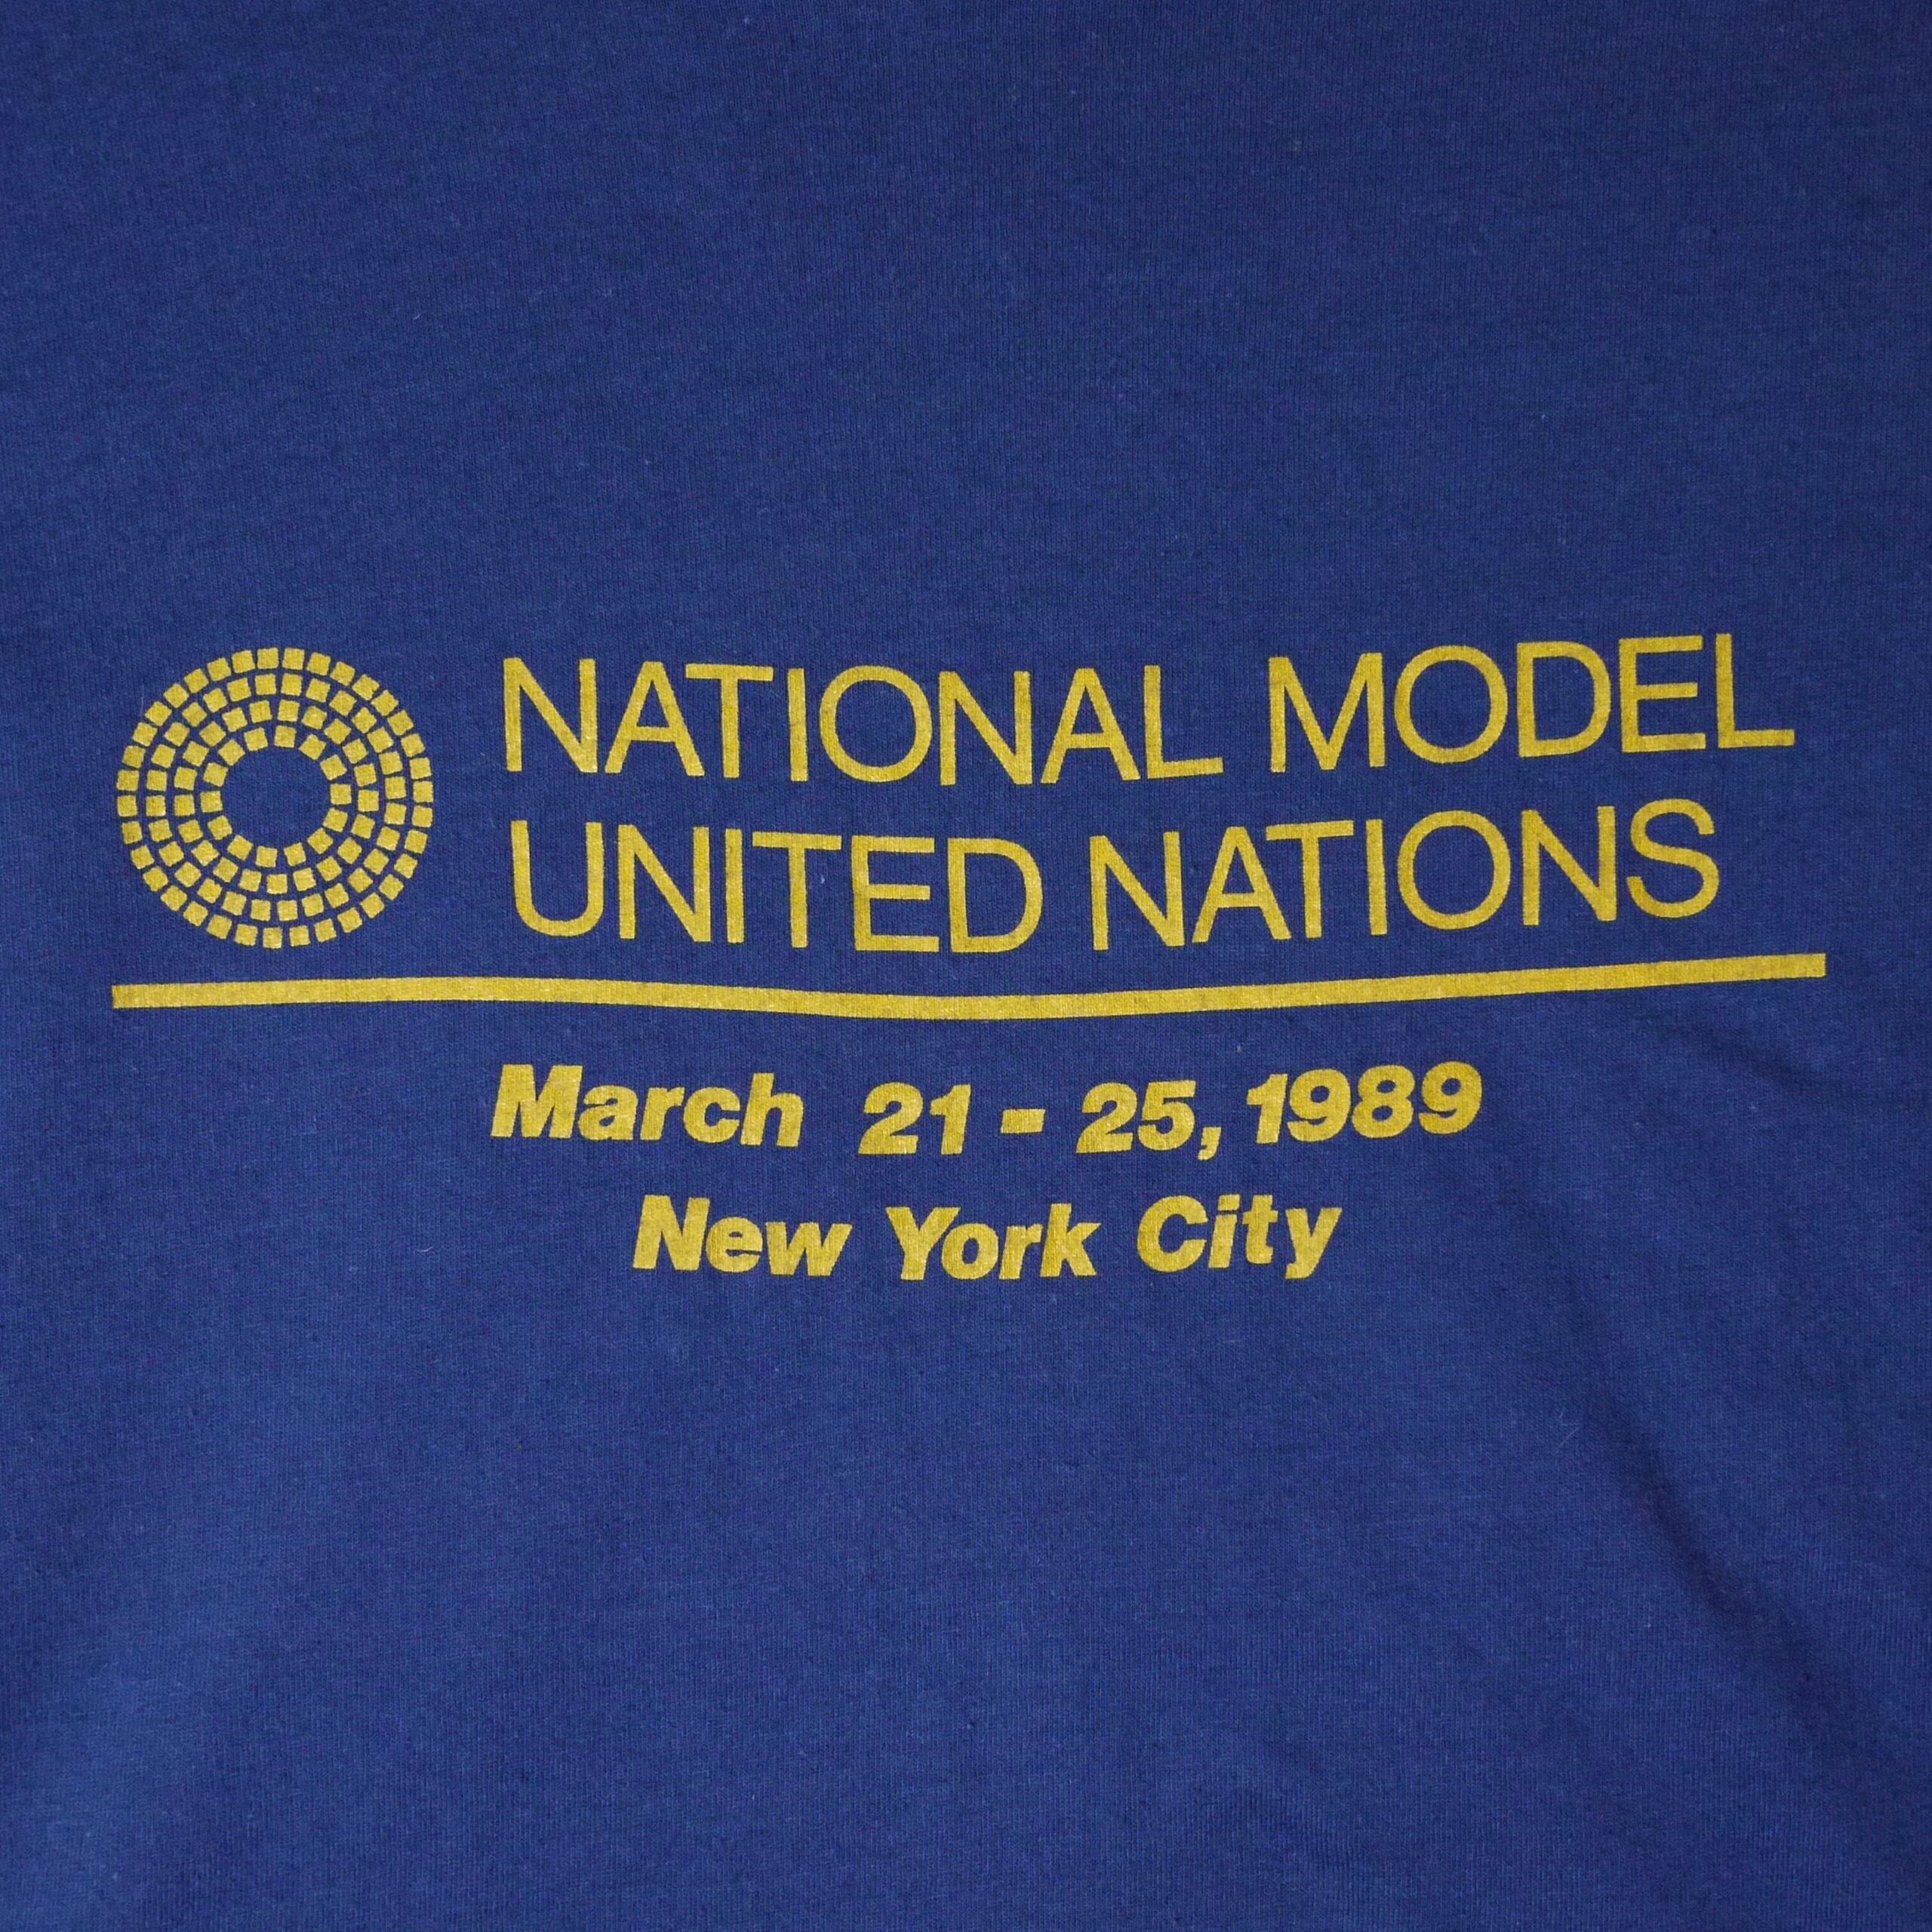 NATIONAL MODEL
UNITED NATIONS
March 21 - 25, 1989
New York City